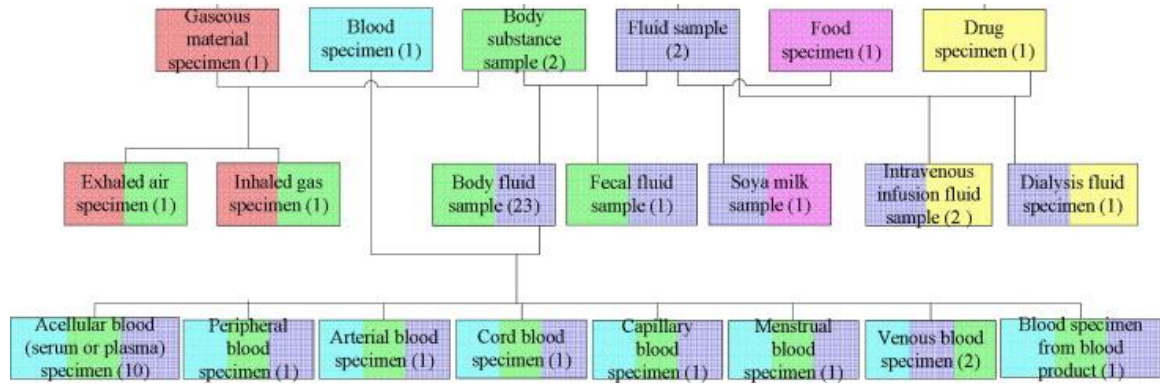 Gaseous
material
specimen (1)
Blood
specimen (1)
Body
substance
sample (2)
Fluid sample
(2)
Food
specimen (1)
Drug
specimen (1)
Exhaled air
specimen (1)
Inhaled gas
specimen (1)
Body fluid
sample (23)
Fecal fluid
sample (1)
Soya milk
sample (1)
Intravenous
infusion fluid
sample (2 )
Dialysis fluid
specimen (1)
Acellular blood
(serum or plasma)
specimen (10)
Peripheral
blood
specimen (1)
Arterial blood
specimen (1)
Cord blood
specimen (1)
Capillary
blood
specimen (1)
Menstrual
blood
specimen (1)
Venous blood
specimen (2)
Blood specimen
from blood
product (1)